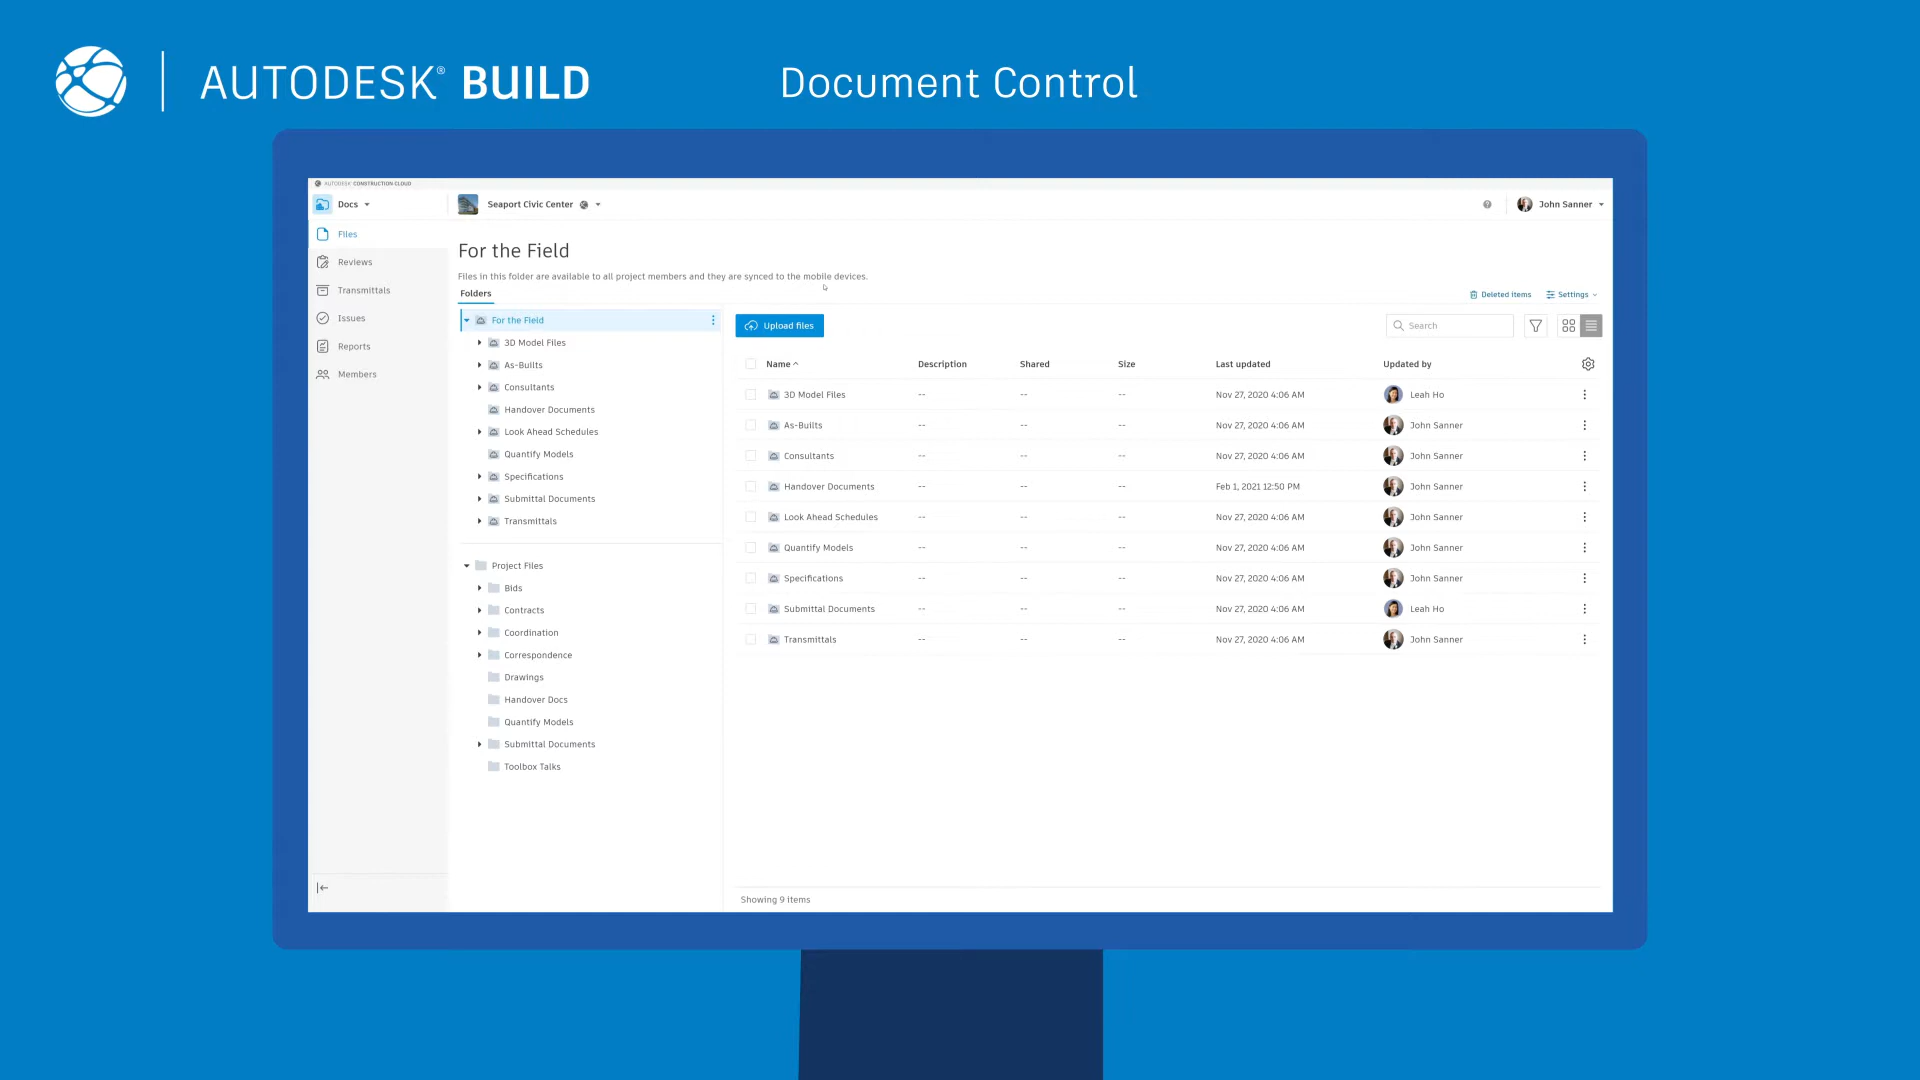 AUTODESK® BUILD
Document Control
AUTODESK® CONSTRUCTION CLOUD
Docs
Seaport Civic Center
John Sanner
Files
Reviews
Transmittals
Issues
Reports
Members
For the Field
Files in this folder are available to all project members and they are synced to the mobile devices.
Folders
Deleted items
Settings
For the Field
3D Model Files
As-Builts
Consultants
Handover Documents
Look Ahead Schedules
Quantify Models
Specifications
Submittal Documents
Transmittals
Project Files
Bids
Contracts
Coordination
Correspondence
Drawings
Handover Docs
Quantify Models
Submittal Documents
Toolbox Talks
Upload files
Search
Name Description Shared Size Last updated Updated by
3D Model Files -- -- -- Nov 27, 2020 4:06 AM Leah Ho
As-Builts -- -- -- Nov 27, 2020 4:06 AM John Sanner
Consultants -- -- -- Nov 27, 2020 4:06 AM John Sanner
Handover Documents -- -- -- Feb 1, 2021 12:50 PM John Sanner
Look Ahead Schedules -- -- -- Nov 27, 2020 4:06 AM John Sanner
Quantify Models -- -- -- Nov 27, 2020 4:06 AM John Sanner
Specifications -- -- -- Nov 27, 2020 4:06 AM John Sanner
Submittal Documents -- -- -- Nov 27, 2020 4:06 AM Leah Ho
Transmittals -- -- -- Nov 27, 2020 4:06 AM John Sanner
Showing 9 items